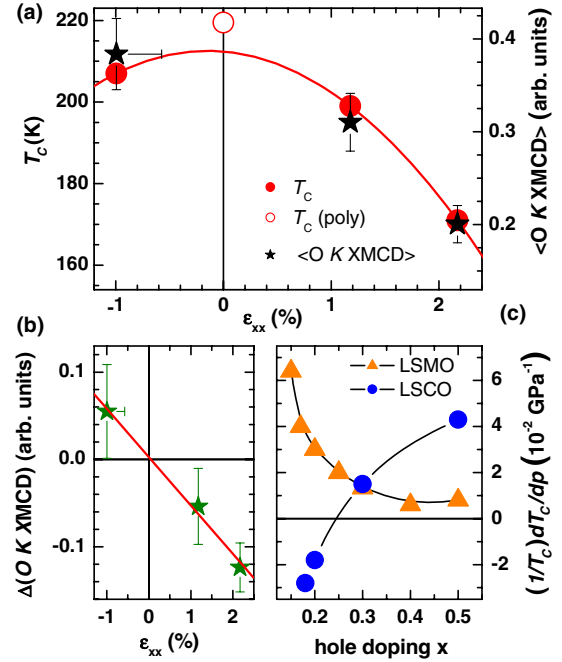 (a)
220
200
180
160
T_C(K)
0.4
0.3
0.2
<O K XMCD> (arb. units)
T_C
T_C (poly)
<O K XMCD>
-1 0 1 2
ε_xx (%)
(b)
0.1
0.0
-0.1
Δ(O K XMCD) (arb. units)
-1 0 1 2
ε_xx (%)
(c)
LSMO
LSCO
6
4
2
0
-2
(1/T_C)dT_C/dp (10^-2 GPa^-1)
0.2 0.3 0.4 0.5
hole doping x